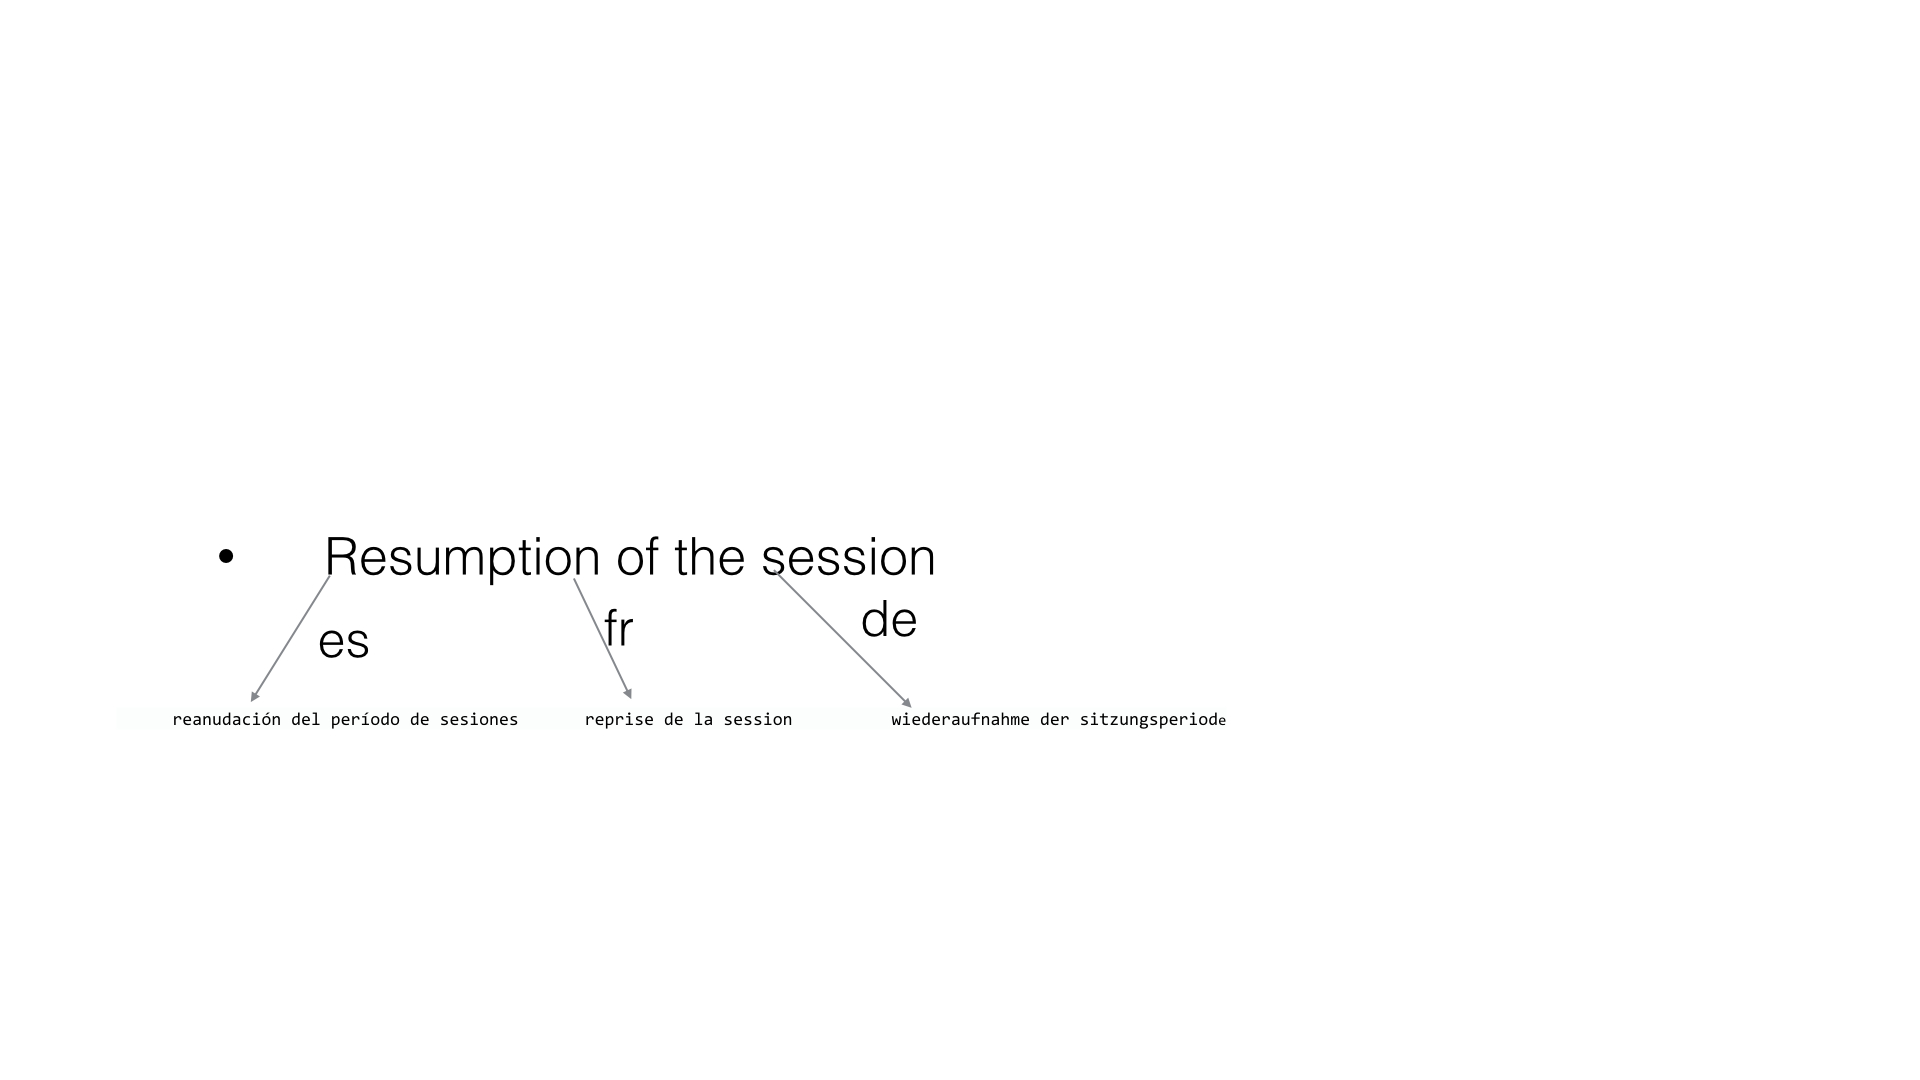 • Resumption of the session
es fr de
reanudación del período de sesiones reprise de la session wiederaufnahme der sitzungsperiode